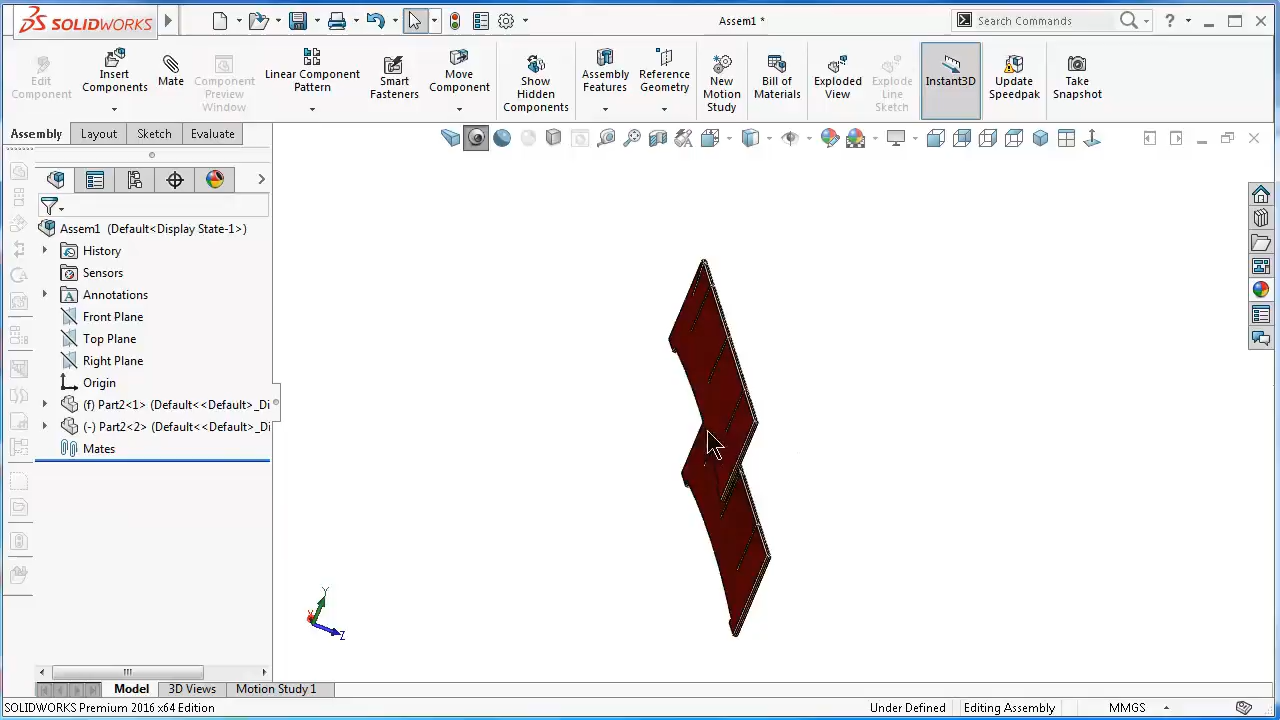 SOLIDWORKS
Assem1 *
Search Commands
Edit Component
Insert Components
Mate
Component Preview Window
Linear Component Pattern
Smart Fasteners
Move Component
Show Hidden Components
Assembly Features
Reference Geometry
New Motion Study
Bill of Materials
Exploded View
Explode Line Sketch
Instant3D
Update Speedpak
Take Snapshot
Assembly
Layout
Sketch
Evaluate
Assem1 (Default<Display State-1>)
History
Sensors
Annotations
Front Plane
Top Plane
Right Plane
Origin
(f) Part2<1> (Default<<Default>_Di
(-) Part2<2> (Default<<Default>_Di
Mates
Y
Z
Model
3D Views
Motion Study 1
SOLIDWORKS Premium 2016 x64 Edition
Under Defined
Editing Assembly
MMGS